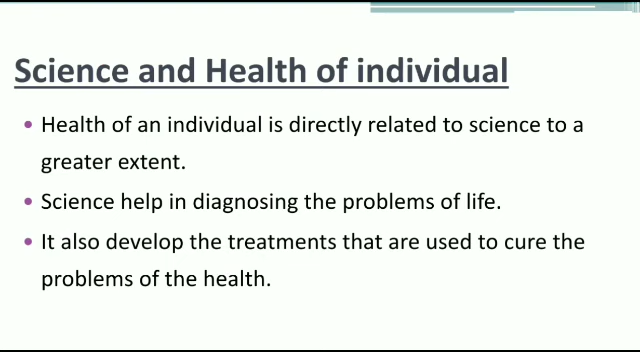 Science and Health of individual
• Health of an individual is directly related to science to a
greater extent.
• Science help in diagnosing the problems of life.
• It also develop the treatments that are used to cure the
problems of the health.